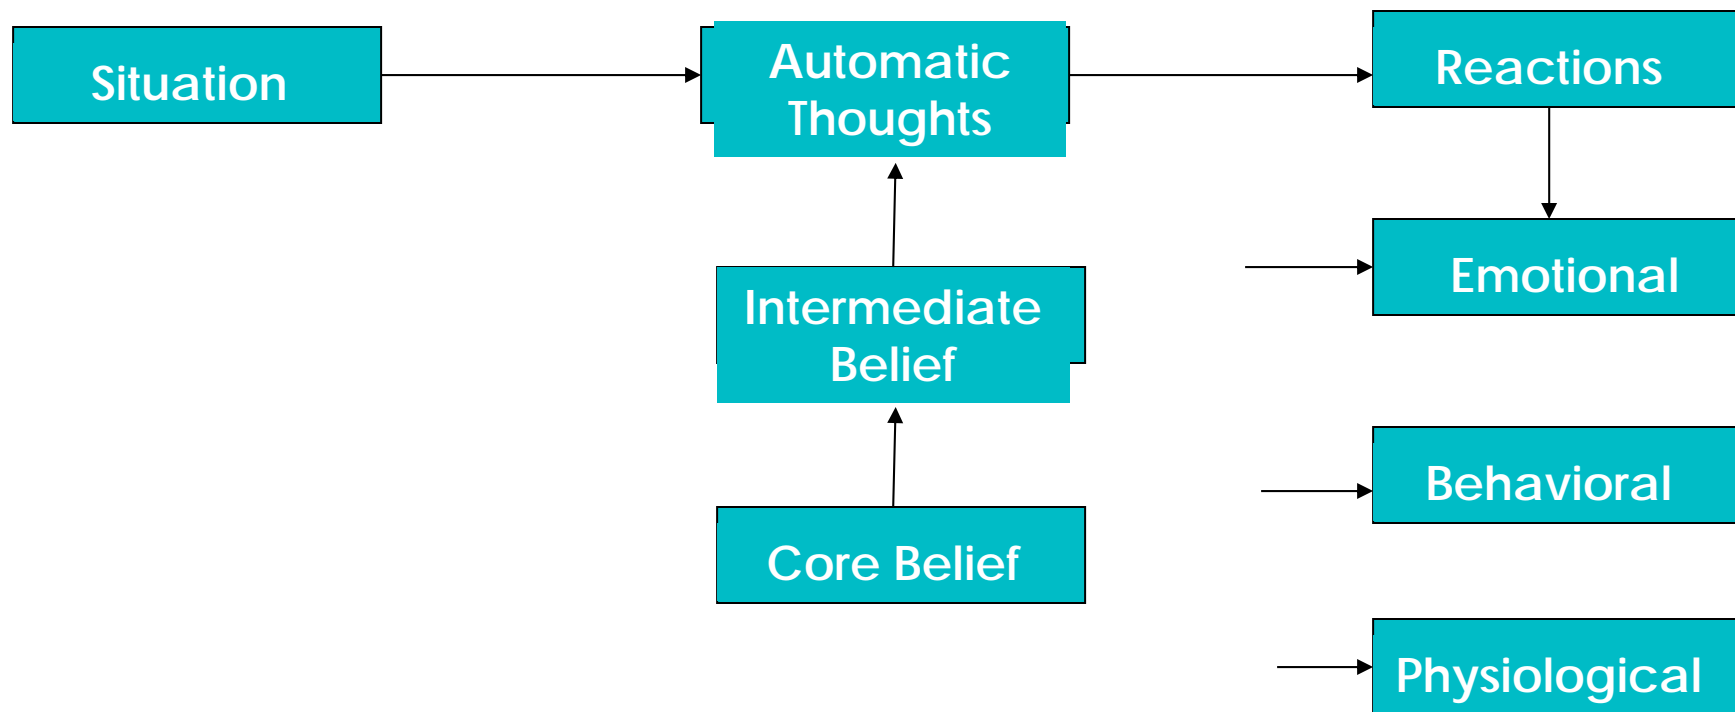 Situation
Automatic
Thoughts
Reactions
Emotional
Intermediate
Belief
Behavioral
Core Belief
Physiological